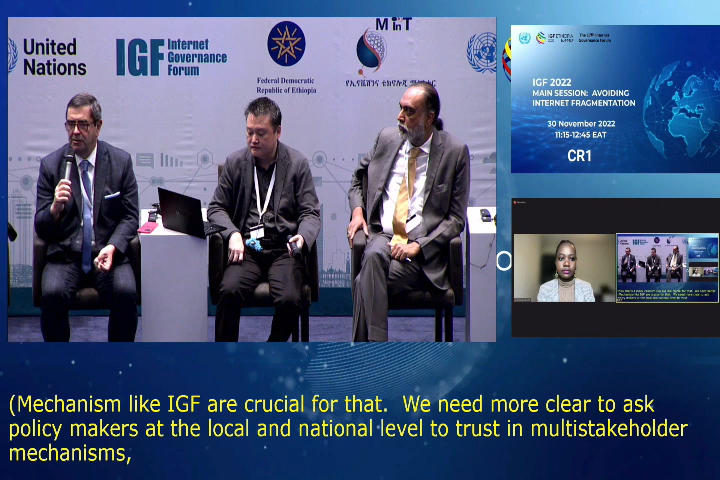 United
Nations
IGF
Internet
Governance
Forum
Federal Democratic
Republic of Ethiopia
MinT
IGF 2022
MAIN SESSION: AVOIDING
INTERNET FRAGMENTATION
30 November 2022
11:15-12:45 EAT
CR1
(Mechanism like IGF are crucial for that. We need more clear to ask
policy makers at the local and national level to trust in multistakeholder
mechanisms,